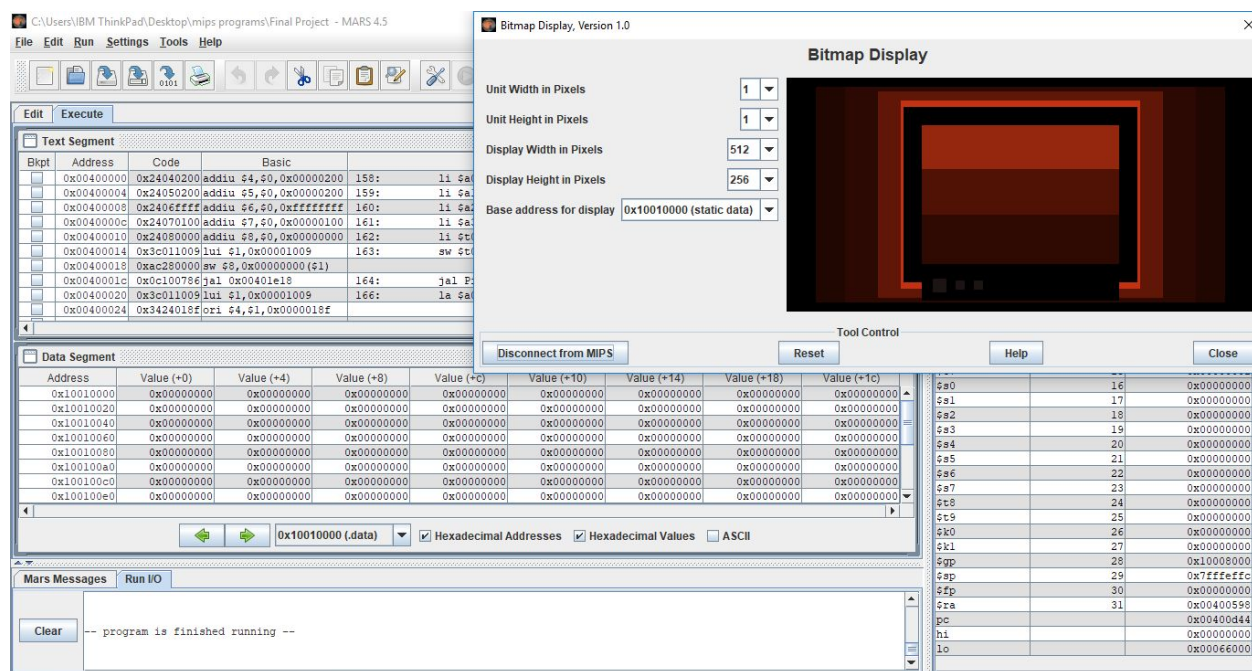 C:\Users\IBM ThinkPad\Desktop\mips programs\Final Project - MARS 4.5
File Edit Run Settings Tools Help
0101
Edit Execute
Text Segment
Bkpt Address Code Basic
0x00400000 0x24040200 addiu $4,$0,0x00000200 158: li $a
0x00400004 0x24050200 addiu $5,$0,0x00000200 159: li $a
0x00400008 0x2406ffff addiu $6,$0,0xffffffff 160: li $a
0x0040000c 0x24070100 addiu $7,$0,0x00000100 161: li $a
0x00400010 0x24080000 addiu $8,$0,0x00000000 162: li $t
0x00400014 0x3c011009 lui $1,0x00001009 163: sw $t
0x00400018 0xac280000 sw $8,0x00000000($1)
0x0040001c 0x0c100786 jal 0x00401e18 164: jal P
0x00400020 0x3c011009 lui $1,0x00001009 166: la $a
0x00400024 0x3424018f ori $4,$1,0x0000018f
Bitmap Display, Version 1.0
Bitmap Display
Unit Width in Pixels 1
Unit Height in Pixels 1
Display Width in Pixels 512
Display Height in Pixels 256
Base address for display 0x10010000 (static data)
Tool Control
Disconnect from MIPS Reset Help Close
Data Segment
Address Value (+0) Value (+4) Value (+8) Value (+c) Value (+10) Value (+14) Value (+18) Value (+1c)
0x10010000 0x00000000 0x00000000 0x00000000 0x00000000 0x00000000 0x00000000 0x00000000 0x00000000
0x10010020 0x00000000 0x00000000 0x00000000 0x00000000 0x00000000 0x00000000 0x00000000 0x00000000
0x10010040 0x00000000 0x00000000 0x00000000 0x00000000 0x00000000 0x00000000 0x00000000 0x00000000
0x10010060 0x00000000 0x00000000 0x00000000 0x00000000 0x00000000 0x00000000 0x00000000 0x00000000
0x10010080 0x00000000 0x00000000 0x00000000 0x00000000 0x00000000 0x00000000 0x00000000 0x00000000
0x100100a0 0x00000000 0x00000000 0x00000000 0x00000000 0x00000000 0x00000000 0x00000000 0x00000000
0x100100c0 0x00000000 0x00000000 0x00000000 0x00000000 0x00000000 0x00000000 0x00000000 0x00000000
0x100100e0 0x00000000 0x00000000 0x00000000 0x00000000 0x00000000 0x00000000 0x00000000 0x00000000
0x10010000 (.data) Hexadecimal Addresses Hexadecimal Values ASCII
$s0 16 0x00000000
$s1 17 0x00000000
$s2 18 0x00000000
$s3 19 0x00000000
$s4 20 0x00000000
$s5 21 0x00000000
$s6 22 0x00000000
$s7 23 0x00000000
$t8 24 0x00000000
$t9 25 0x00000000
$k0 26 0x00000000
$k1 27 0x00000000
$gp 28 0x10008000
$sp 29 0x7fffeffc
$fp 30 0x00000000
$ra 31 0x00400598
pc 0x00400d44
hi 0x00000000
lo 0x00066000
Mars Messages Run I/O
Clear
-- program is finished running --